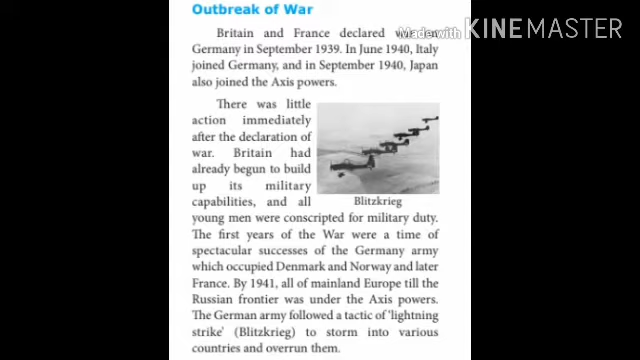 Outbreak of War
Britain and France declared war on
Germany in September 1939. In June 1940, Italy
joined Germany, and in September 1940, Japan
also joined the Axis powers.
There was little
action immediately
after the declaration of
war. Britain had
already begun to build
up its military
capabilities, and all
young men were conscripted for military duty.
The first years of the War were a time of
spectacular successes of the Germany army
which occupied Denmark and Norway and later
France. By 1941, all of mainland Europe till the
Russian frontier was under the Axis powers.
The German army followed a tactic of 'lightning
strike' (Blitzkrieg) to storm into various
countries and overrun them.
Blitzkrieg
Made with KINEMASTER